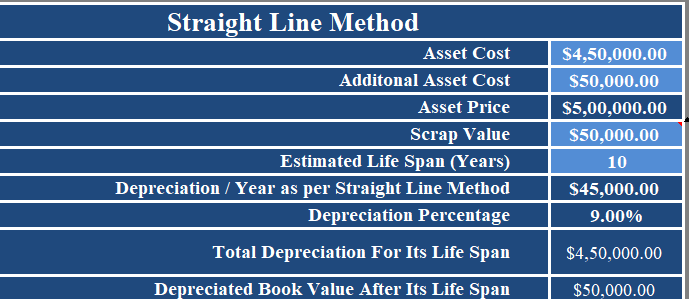 Straight Line Method
Asset Cost $4,50,000.00
Additonal Asset Cost $50,000.00
Asset Price $5,00,000.00
Scrap Value $50,000.00
Estimated Life Span (Years) 10
Depreciation / Year as per Straight Line Method $45,000.00
Depreciation Percentage 9.00%
Total Depreciation For Its Life Span $4,50,000.00
Depreciated Book Value After Its Life Span $50,000.00